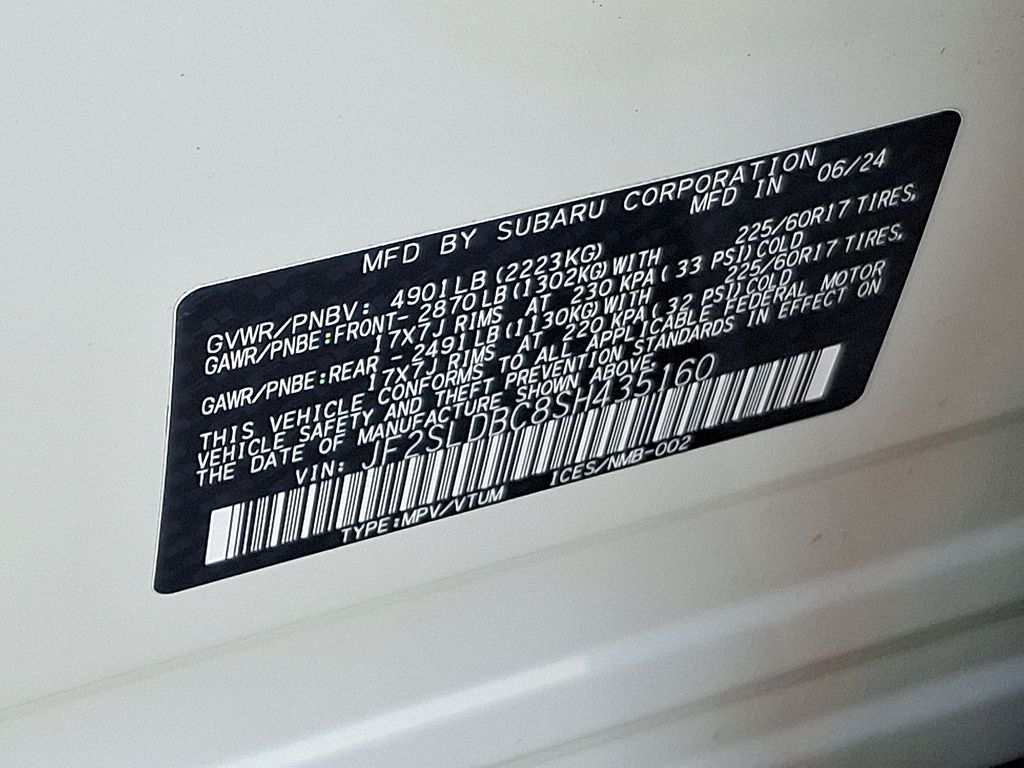 MFD BY SUBARU CORPORATION
MFD IN 06/24
GVWR/PNBV: 4901LB(2223KG)
GAWR/PNBE:FRONT-2870LB(1302KG)WITH 225/60R17 TIRES,
17X7J RIMS AT 230 KPA(33 PSI)COLD
GAWR/PNBE:REAR-2491LB(1130KG)WITH 225/60R17 TIRES,
17X7J RIMS AT 220 KPA(32 PSI)COLD
THIS VEHICLE CONFORMS TO ALL APPLICABLE FEDERAL MOTOR
VEHICLE SAFETY AND THEFT PREVENTION STANDARDS IN EFFECT ON
THE DATE OF MANUFACTURE SHOWN ABOVE.
VIN: JF2SLDBC8SH435160
TYPE:MPV/VTUM ICES/NMB-002